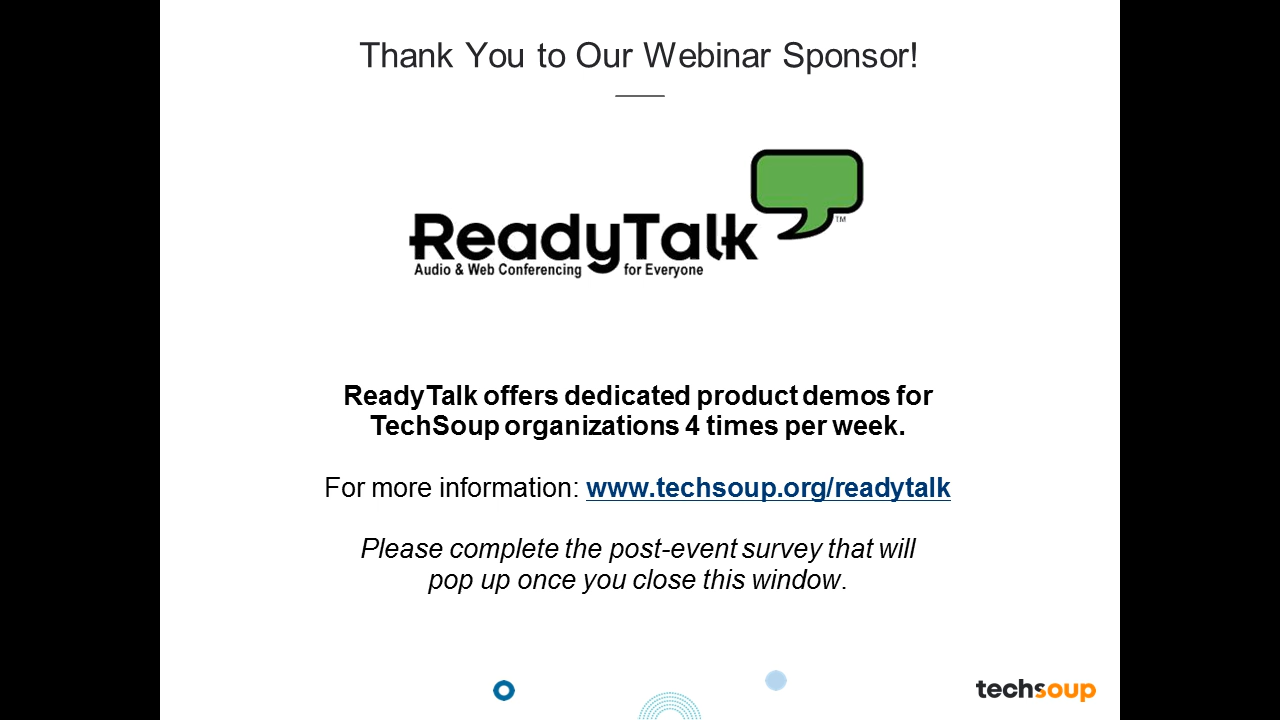 Thank You to Our Webinar Sponsor!
ReadyTalk
TM
Audio & Web Conferencing for Everyone
ReadyTalk offers dedicated product demos for
TechSoup organizations 4 times per week.
For more information: www.techsoup.org/readytalk
Please complete the post-event survey that will
pop up once you close this window.
techsoup